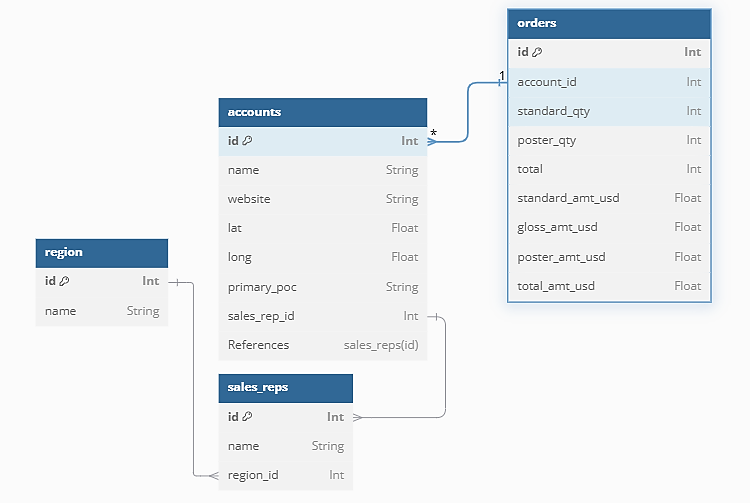 orders
id Int
account_id Int
standard_qty Int
poster_qty Int
total Int
standard_amt_usd Float
gloss_amt_usd Float
poster_amt_usd Float
total_amt_usd Float
1
*
accounts
id Int
name String
website String
lat Float
long Float
primary_poc String
sales_rep_id Int
References sales_reps(id)
region
id Int
name String
sales_reps
id Int
name String
region_id Int